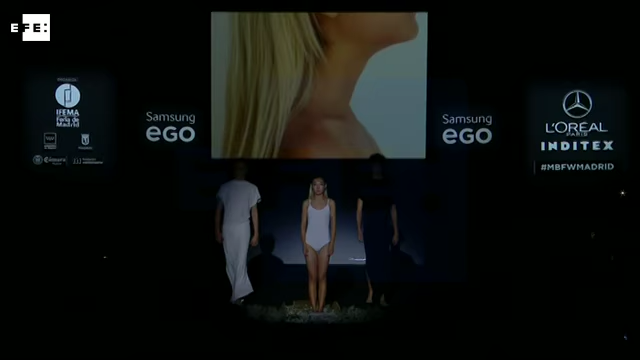 EFE:
IFEMA
Feria de
Madrid
Samsung
EGO
Samsung
EGO
L'ORÉAL
PARIS
INDITEX
#MBFWMADRID